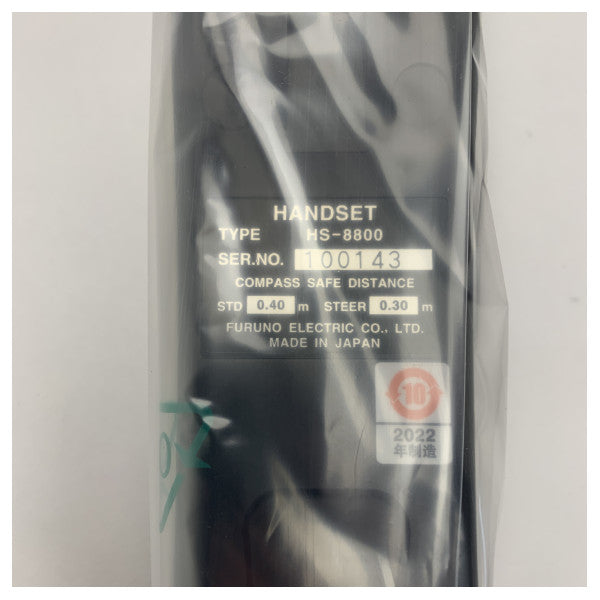 HANDSET
TYPE HS-8800
SER.NO. 100143
COMPASS SAFE DISTANCE
STD 0.40 m STEER 0.30 m
FURUNO ELECTRIC CO., LTD.
MADE IN JAPAN
10
2022
年制造